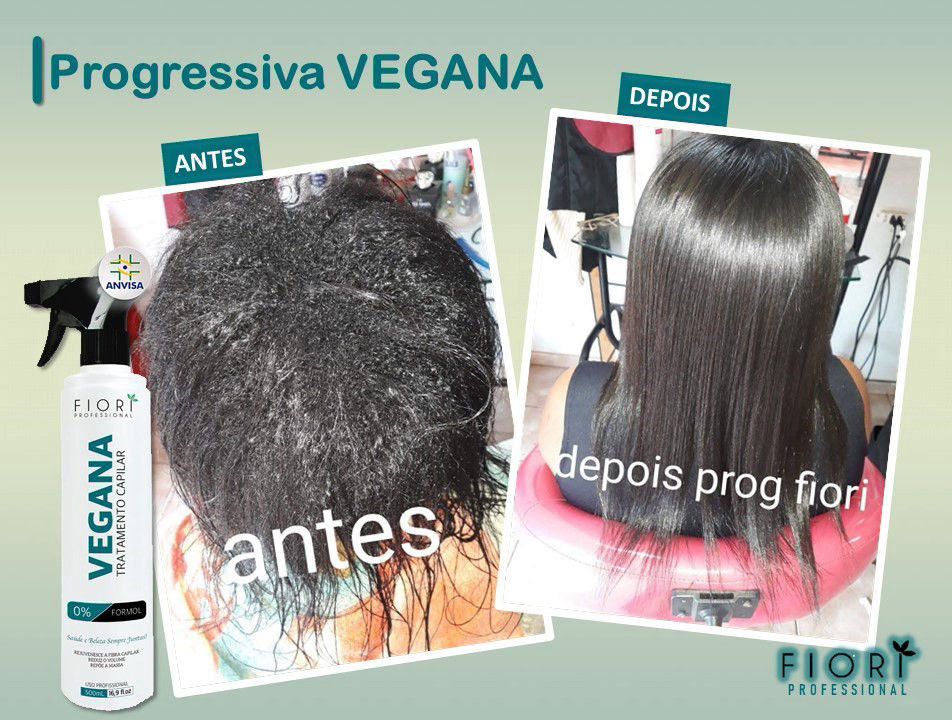 Progressiva VEGANA
ANTES
DEPOIS
ANVISA
FIORI
PROFESSIONAL
VEGANA
TRATAMENTO CAPILAR
0% FORMOL
Saúde e Beleza Sempre Juntas!
REJUVENESCE A FIBRA CAPILAR
REDUZ O VOLUME
REPÕE A MASSA
USO PROFISSIONAL
500mL 16,9 fl oz
antes
depois prog fiori
FIORI
PROFESSIONAL